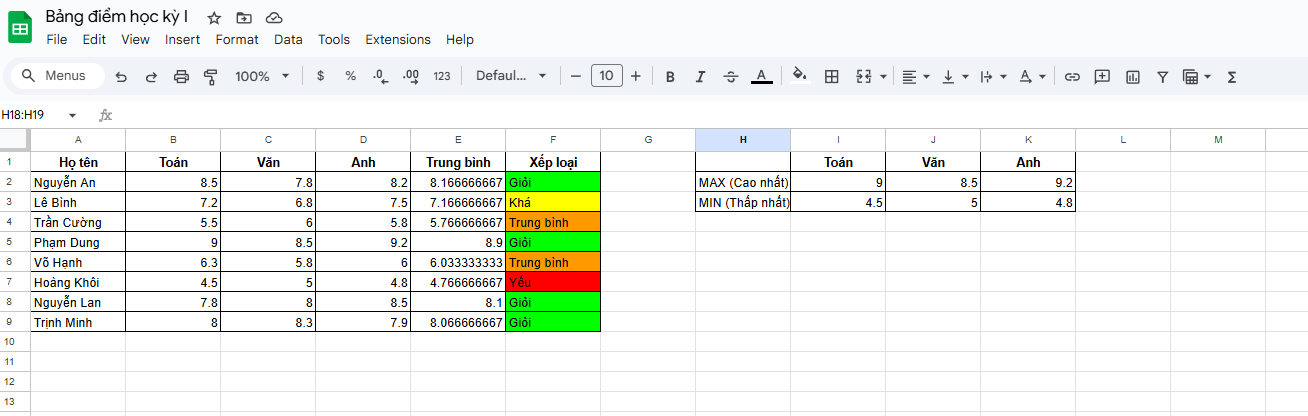 Bảng điểm học kỳ I
File Edit View Insert Format Data Tools Extensions Help
Menus 100% $ % .0 .00 123 Defaul... 10 B I S A
H18:H19 fx
A B C D E F G H I J K L M
1 Họ tên Toán Văn Anh Trung bình Xếp loại Toán Văn Anh
2 Nguyễn An 8.5 7.8 8.2 8.166666667 Giỏi MAX (Cao nhất) 9 8.5 9.2
3 Lê Bình 7.2 6.8 7.5 7.166666667 Khá MIN (Thấp nhất) 4.5 5 4.8
4 Trần Cường 5.5 6 5.8 5.766666667 Trung bình
5 Phạm Dung 9 8.5 9.2 8.9 Giỏi
6 Võ Hạnh 6.3 5.8 6 6.033333333 Trung bình
7 Hoàng Khôi 4.5 5 4.8 4.766666667 Yếu
8 Nguyễn Lan 7.8 8 8.5 8.1 Giỏi
9 Trịnh Minh 8 8.3 7.9 8.066666667 Giỏi
10
11
12
13